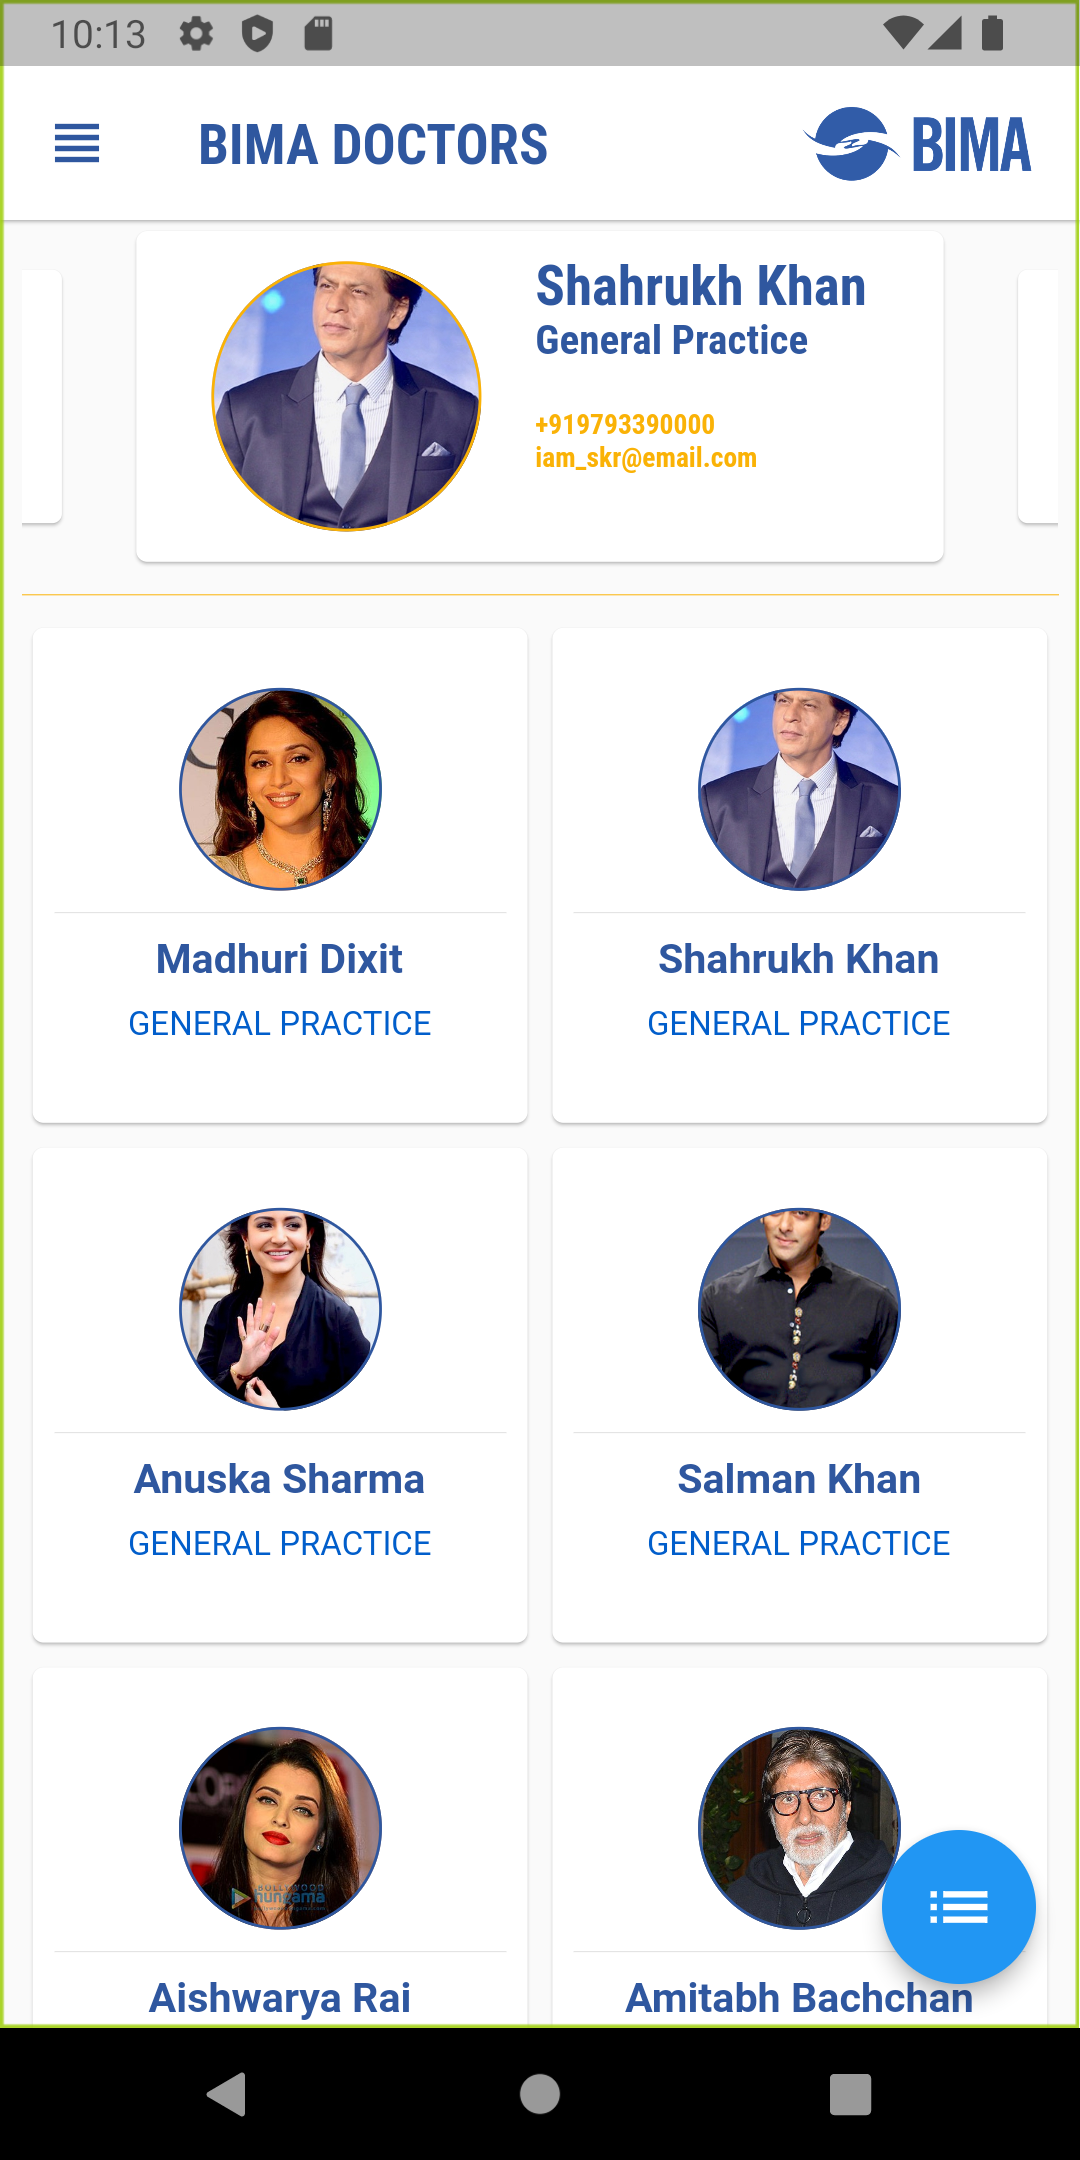 10:13
BIMA DOCTORS
BIMA
Shahrukh Khan
General Practice
+919793390000
iam_skr@email.com
Madhuri Dixit
GENERAL PRACTICE
Shahrukh Khan
GENERAL PRACTICE
Anuska Sharma
GENERAL PRACTICE
Salman Khan
GENERAL PRACTICE
BOLLYWOOD
hungama
Aishwarya Rai
Amitabh Bachchan